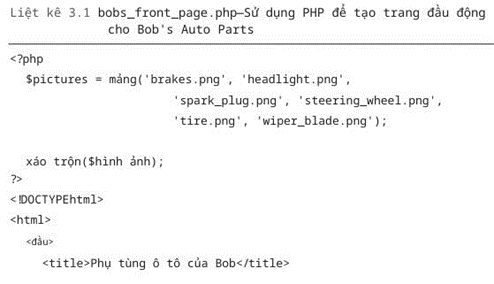 Liệt kê 3.1 bobs_front_page.php—Sử dụng PHP để tạo trang đầu động
cho Bob's Auto Parts
<?php
$pictures = mảng('brakes.png', 'headlight.png',
'spark_plug.png', 'steering_wheel.png',
'tire.png', 'wiper_blade.png');
xáo trộn($hình ảnh);
?>
<!DOCTYPEhtml>
<html>
<đầu>
<title>Phụ tùng ô tô của Bob</title>